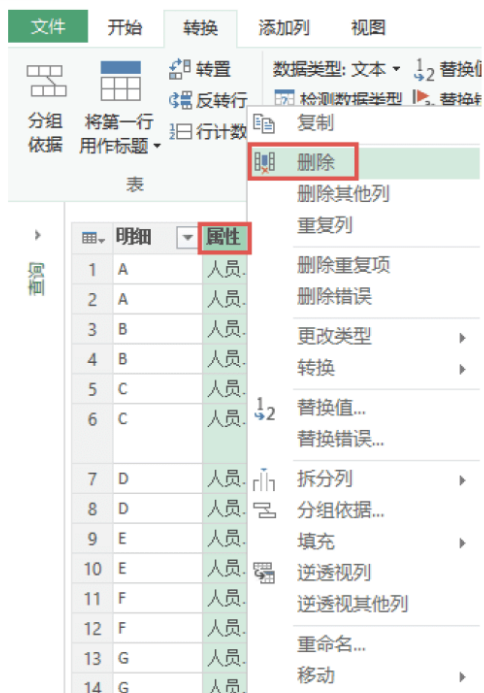 文件 开始 转换 添加列 视图
转置 数据类型: 文本 替换值
反转行 检测数据类型
分组依据 将第一行用作标题 行计数
表
复制
删除
删除其他列
重复列
删除重复项
删除错误
更改类型
转换
替换值...
替换错误...
拆分列
分组依据...
填充
逆透视列
逆透视其他列
重命名...
移动
查询
明细 属性
1 A 人员.
2 A 人员.
3 B 人员.
4 B 人员.
5 C 人员.
6 C 人员.
7 D 人员.
8 D 人员.
9 E 人员.
10 E 人员.
11 F 人员.
12 F 人员.
13 G 人员.
14 G 人员.